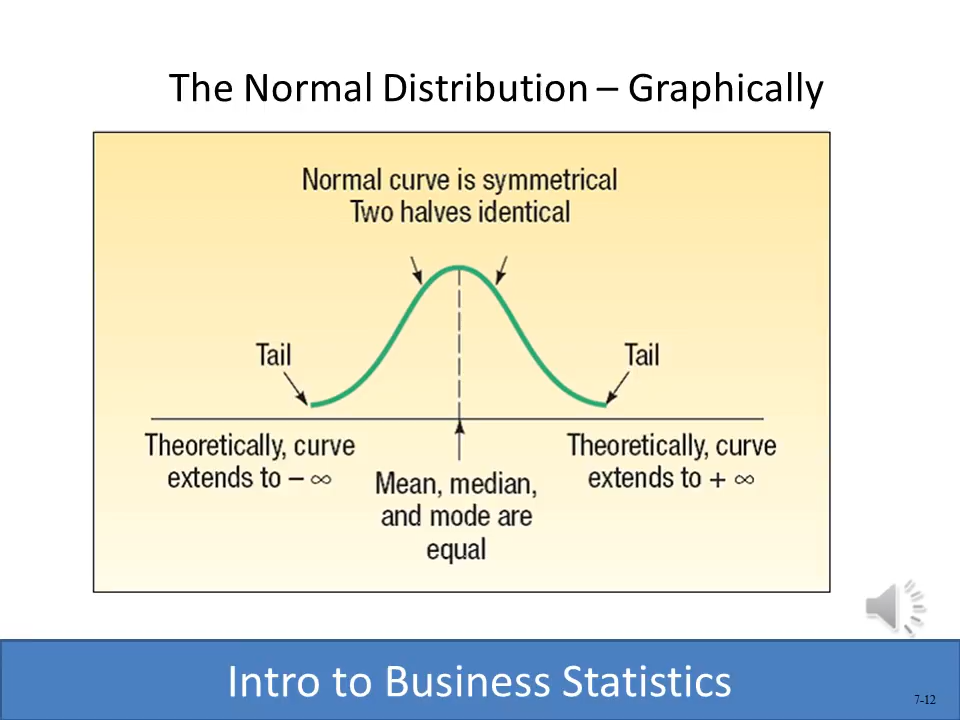 The Normal Distribution – Graphically
Normal curve is symmetrical
Two halves identical
Tail
Tail
Theoretically, curve
extends to – ∞
Mean, median,
and mode are
equal
Theoretically, curve
extends to + ∞
Intro to Business Statistics
7-12